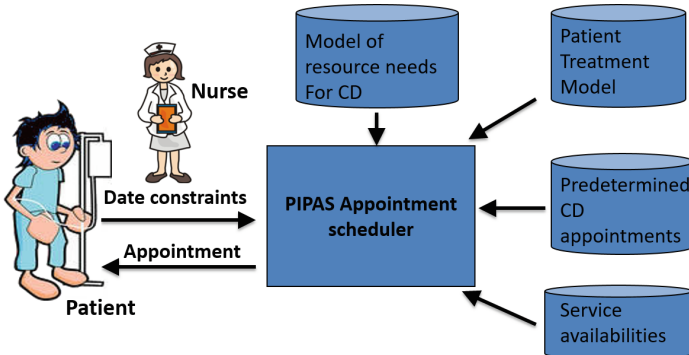 Model of
resource needs
For CD
Patient
Treatment
Model
Nurse
Date constraints
PIPAS Appointment
scheduler
Predetermined
CD
appointments
Appointment
Patient
Service
availabilities